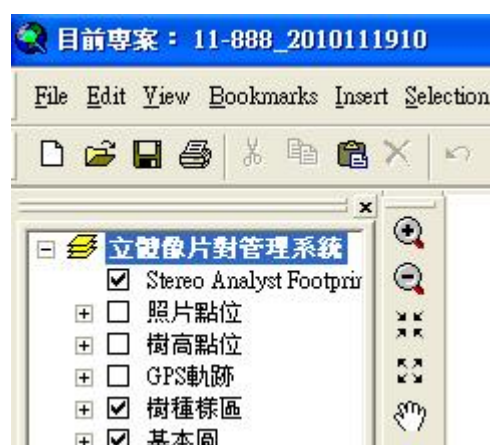 目前専案： 11-888_2010111910
File Edit View Bookmarks Insert Selection
立體像片對管理系統
Stereo Analyst Footprin
照片點位
樹高點位
GPS軌跡
樹種樣區
基本圖